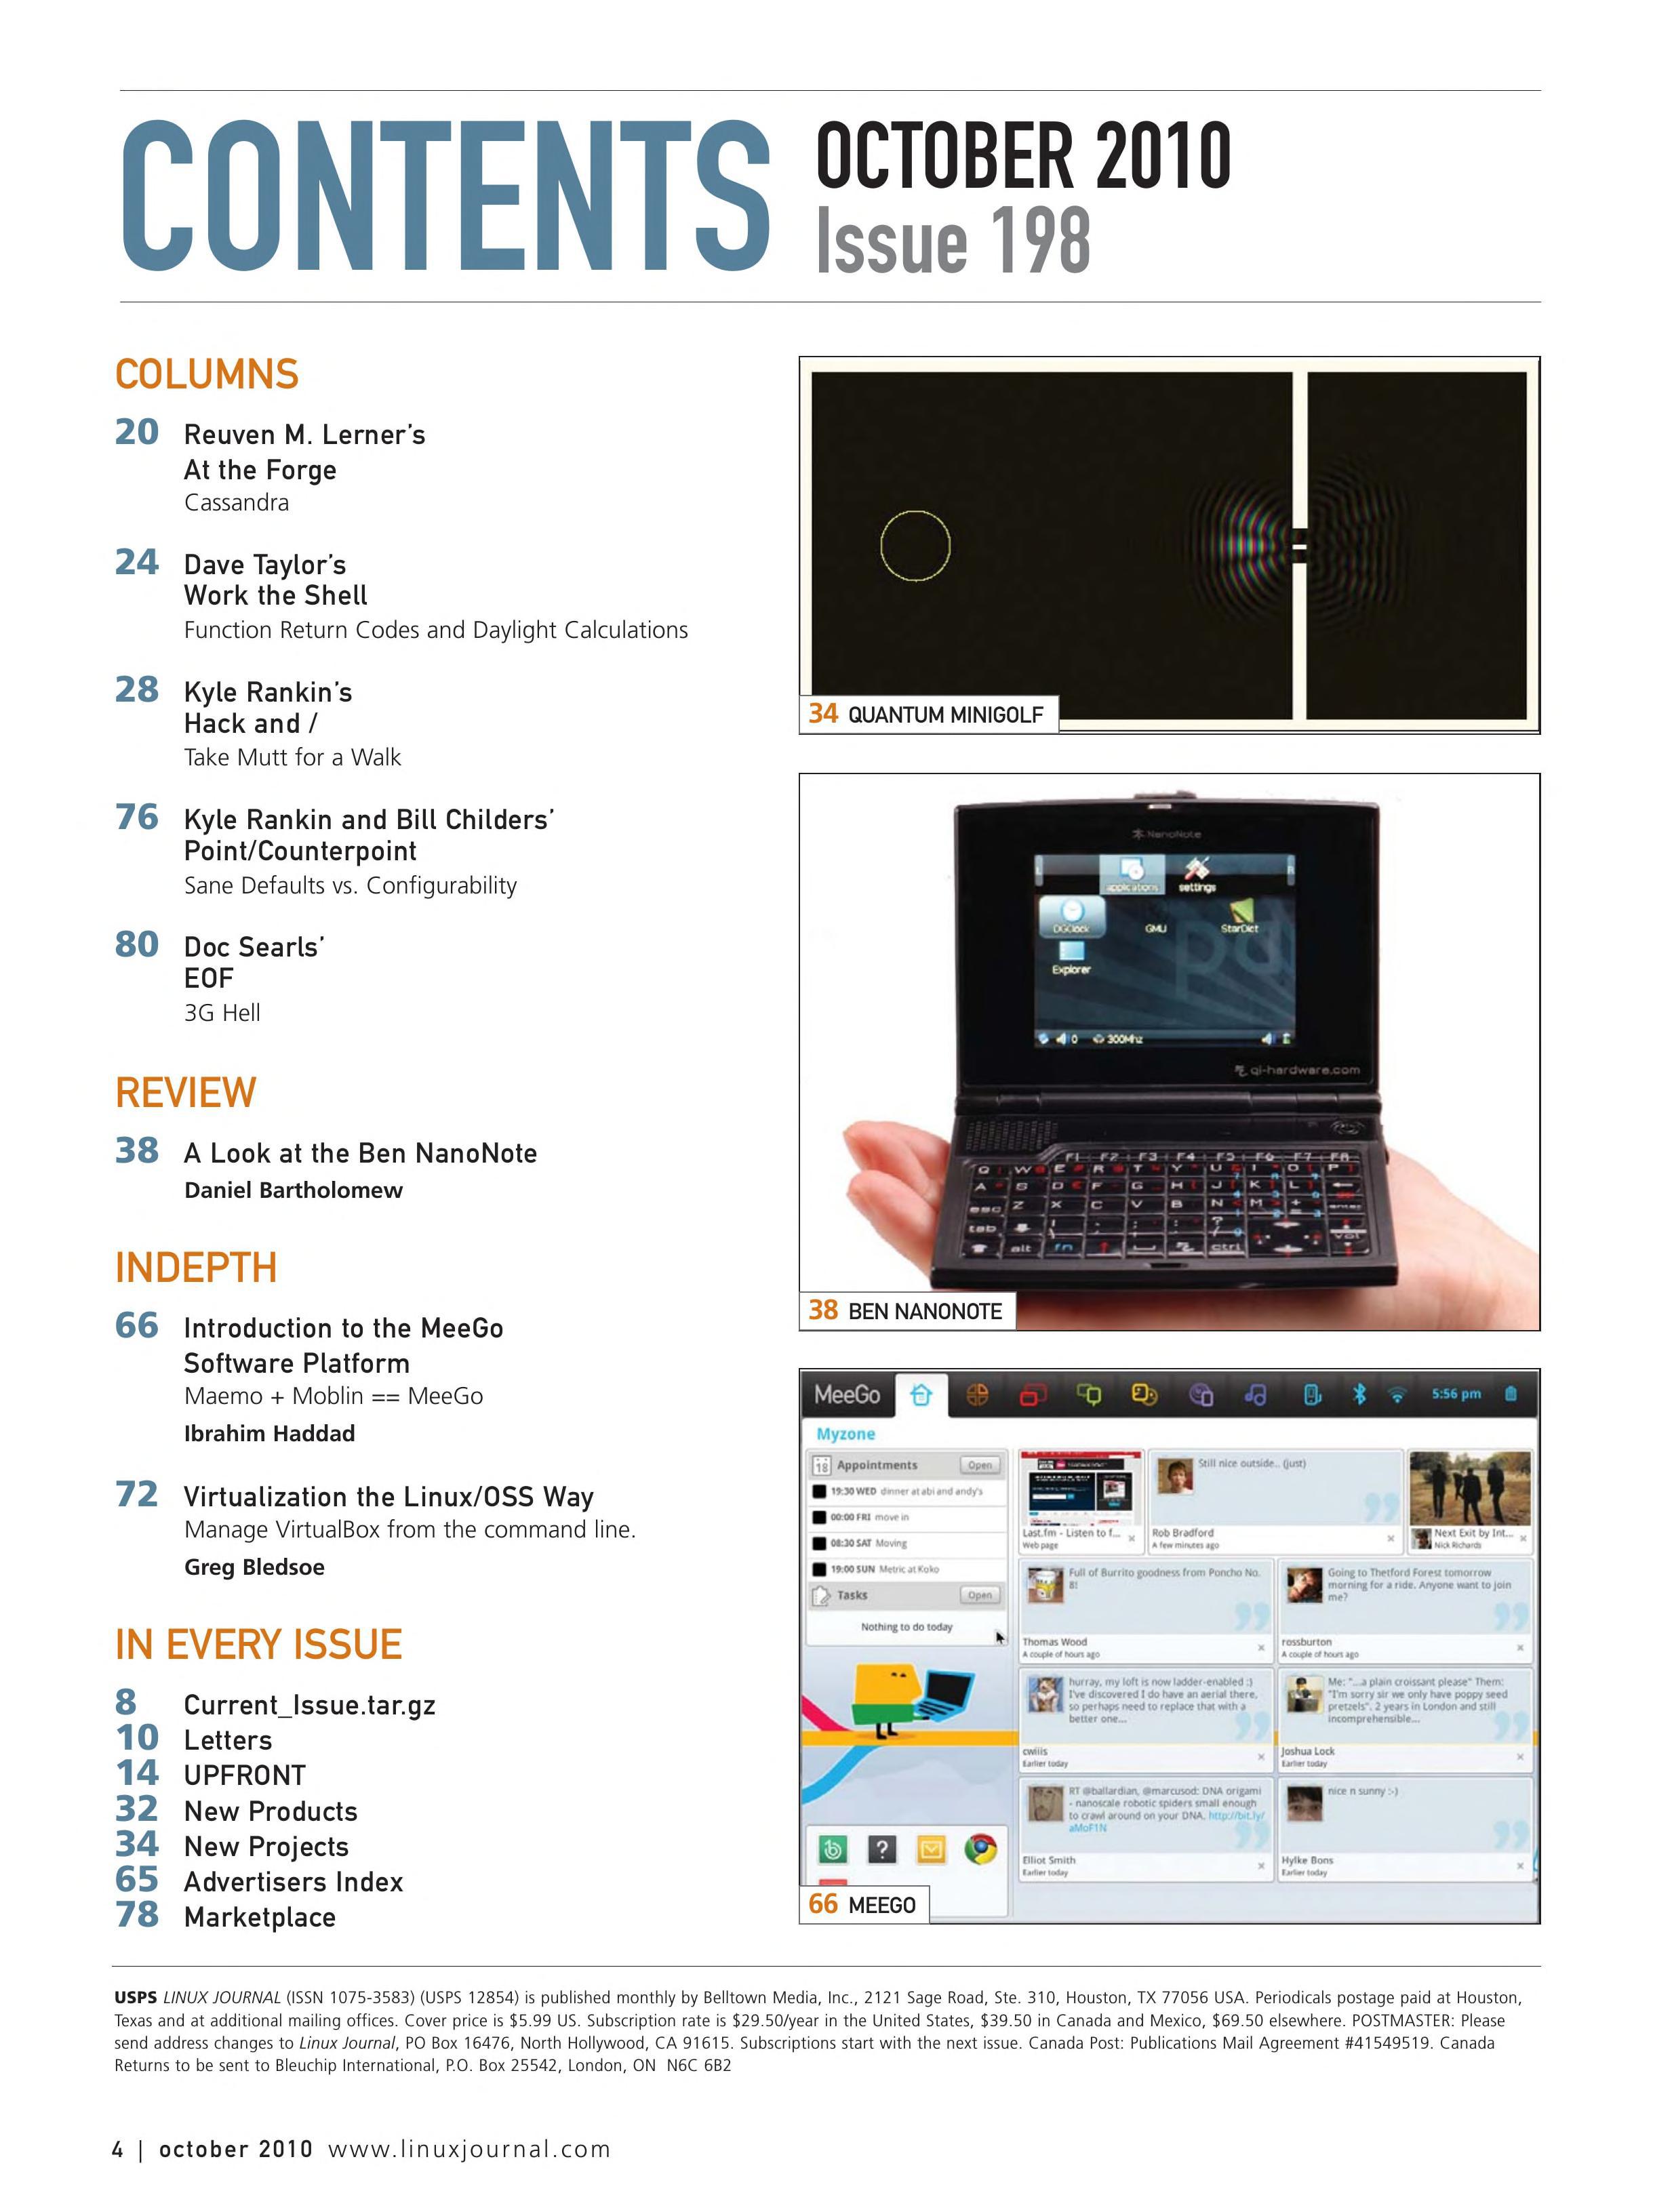 CONTENTS
OCTOBER 2010
Issue 198
COLUMNS
20 Reuven M. Lerner’s
At the Forge
Cassandra
24 Dave Taylor’s
Work the Shell
Function Return Codes and Daylight Calculations
28 Kyle Rankin’s
Hack and /
Take Mutt for a Walk
76 Kyle Rankin and Bill Childers’
Point/Counterpoint
Sane Defaults vs. Configurability
80 Doc Searls’
EOF
3G Hell
REVIEW
38 A Look at the Ben NanoNote
Daniel Bartholomew
INDEPTH
66 Introduction to the MeeGo
Software Platform
Maemo + Moblin == MeeGo
Ibrahim Haddad
72 Virtualization the Linux/OSS Way
Manage VirtualBox from the command line.
Greg Bledsoe
IN EVERY ISSUE
8 Current_Issue.tar.gz
10 Letters
14 UPFRONT
32 New Products
34 New Projects
65 Advertisers Index
78 Marketplace
34 QUANTUM MINIGOLF
NanoNote
L R
applications settings
DGClock GMU StarDict
Explorer
0 300Mhz
qi-hardware.com
F1 F2 F3 F4 F5 F6 F7 F8
Q W E R T Y U I O P
A S D F G H J K L
esc Z X C V B N M
tab
alt fn ctrl
38 BEN NANONOTE
MeeGo 5:56 pm
Myzone
18 Appointments Open
19:30 WED dinner at abi and andy's
00:00 FRI move in
08:30 SAT Moving
19:00 SUN Metric at Koko
Tasks Open
Nothing to do today
Last.fm - Listen to f...
Web page
Still nice outside.. (just)
Rob Bradford
A few minutes ago
Next Exit by Int...
Nick Richards
Full of Burrito goodness from Poncho No.
8!
Thomas Wood
A couple of hours ago
Going to Thetford Forest tomorrow
morning for a ride. Anyone want to join
me?
rossburton
A couple of hours ago
hurray, my loft is now ladder-enabled :)
I've discovered I do have an aerial there,
so perhaps need to replace that with a
better one...
cwiiis
Earlier today
Me: "...a plain croissant please" Them:
"I'm sorry sir we only have poppy seed
pretzels". 2 years in London and still
incomprehensible...
Joshua Lock
Earlier today
RT @ballardian, @marcusod: DNA origami
- nanoscale robotic spiders small enough
to crawl around on your DNA. http://bit.ly/
aMoF1N
Elliot Smith
Earlier today
nice n sunny :-)
Hylke Bons
Earlier today
66 MEEGO
USPS LINUX JOURNAL (ISSN 1075-3583) (USPS 12854) is published monthly by Belltown Media, Inc., 2121 Sage Road, Ste. 310, Houston, TX 77056 USA. Periodicals postage paid at Houston,
Texas and at additional mailing offices. Cover price is $5.99 US. Subscription rate is $29.50/year in the United States, $39.50 in Canada and Mexico, $69.50 elsewhere. POSTMASTER: Please
send address changes to Linux Journal, PO Box 16476, North Hollywood, CA 91615. Subscriptions start with the next issue. Canada Post: Publications Mail Agreement #41549519. Canada
Returns to be sent to Bleuchip International, P.O. Box 25542, London, ON N6C 6B2
4 | october 2010 www.linuxjournal.com